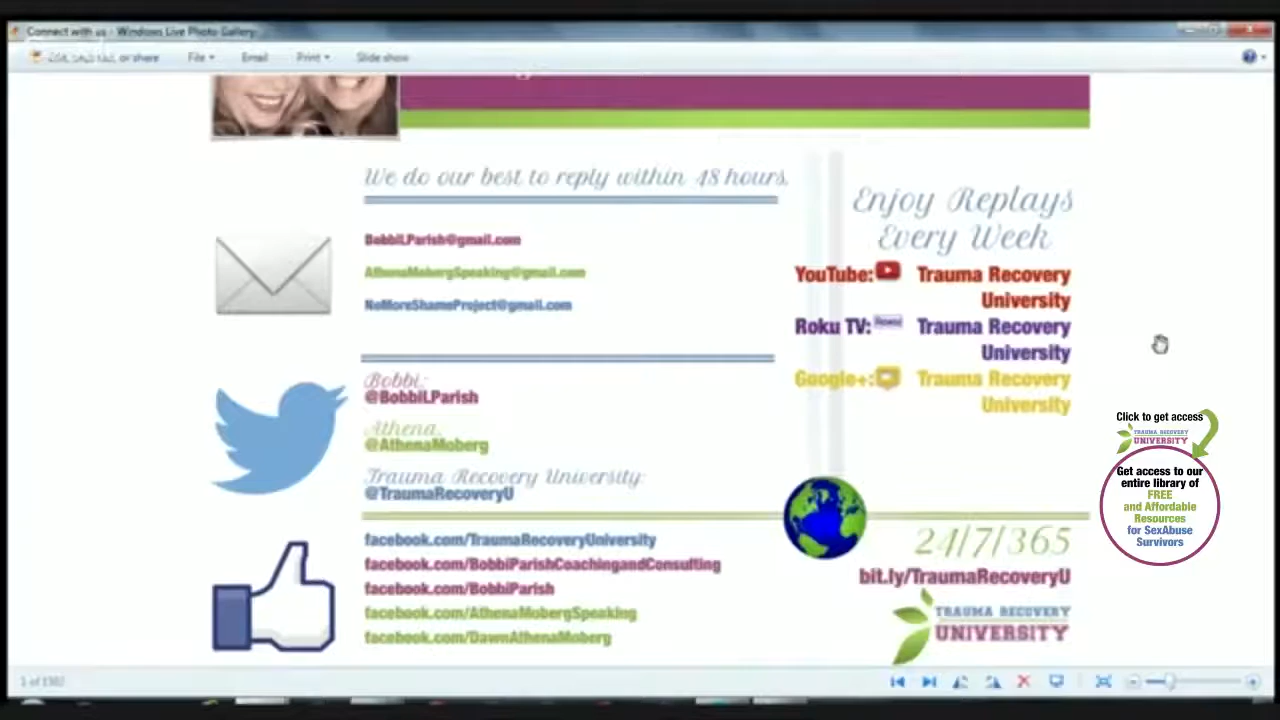 Connect with us - Windows Live Photo Gallery
or share File Email Print Slide show
We do our best to reply within 48 hours.
BobbiLParish@gmail.com
AthenaMobergSpeaking@gmail.com
NoMoreShameProject@gmail.com
Bobbi:
@BobbiLParish
Athena:
@AthenaMoberg
Trauma Recovery University:
@TraumaRecoveryU
facebook.com/TraumaRecoveryUniversity
facebook.com/BobbiParishCoachingandConsulting
facebook.com/BobbiParish
facebook.com/AthenaMobergSpeaking
facebook.com/DawnAthenaMoberg
Enjoy Replays
Every Week
YouTube: Trauma Recovery
University
Roku TV: Trauma Recovery
University
Google+: Trauma Recovery
University
24/7/365
bit.ly/TraumaRecoveryU
TRAUMA RECOVERY
UNIVERSITY
Click to get access
TRAUMA RECOVERY
UNIVERSITY
Get access to our
entire library of
FREE
and Affordable
Resources
for SexAbuse
Survivors